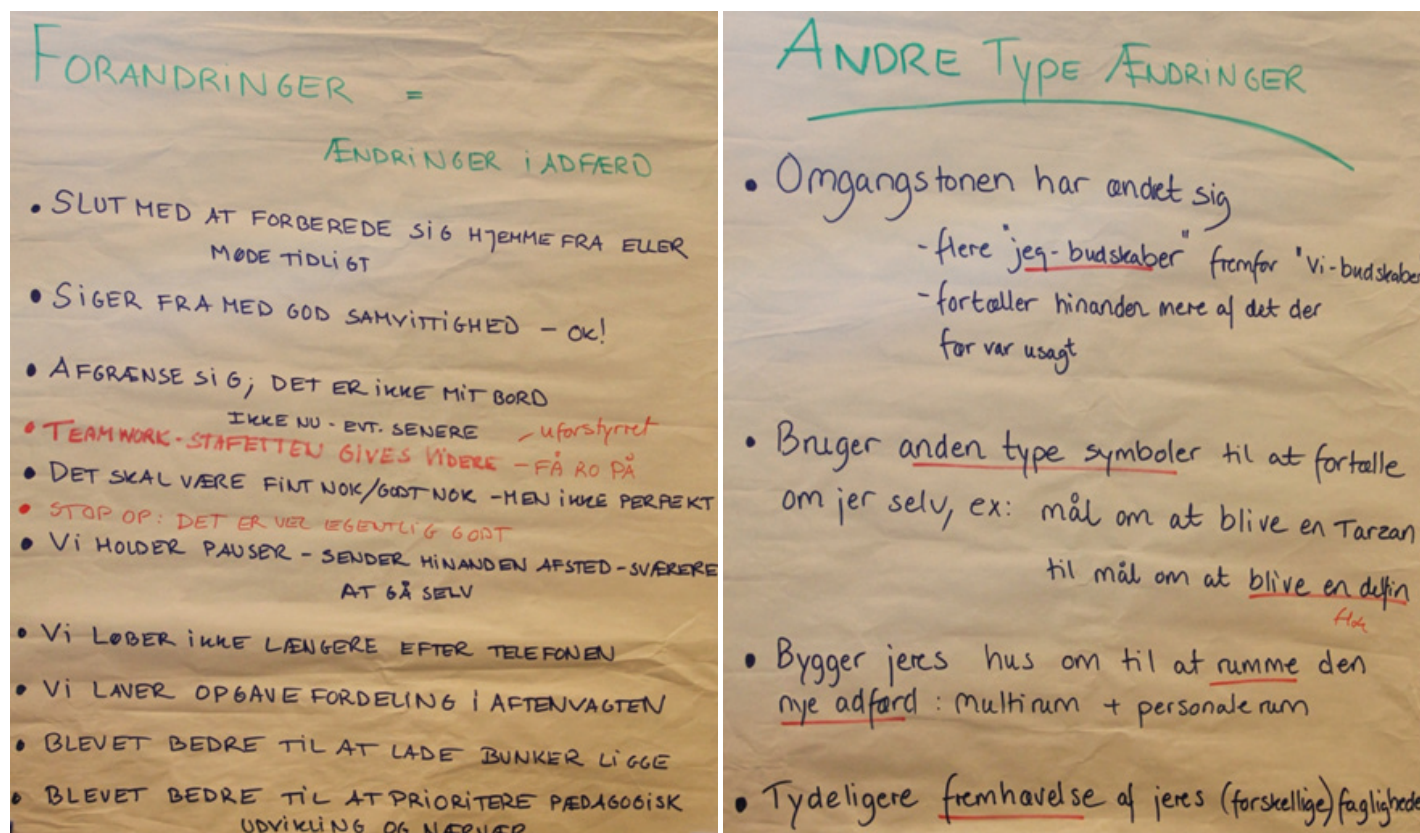 FORANDRINGER =
ÆNDRINGER I ADFÆRD
• SLUT MED AT FORBEREDE SIG HJEMME FRA ELLER
MØDE TIDLIGT
• SIGER FRA MED GOD SAMVITTIGHED – OK!
• AFGRÆNSE SIG; DET ER IKKE MIT BORD
IKKE NU - EVT. SENERE
• TEAMWORK - STAFETTEN GIVES VIDERE – FÅ RO PÅ
– uforstyrret
• DET SKAL VÆRE FINT NOK/GODT NOK – MEN IKKE PERFEKT
• STOP OP: DET ER VEL EGENTLIG GODT
• VI HOLDER PAUSER – SENDER HINANDEN AFSTED – SVÆRERE
AT GÅ SELV
• VI LØBER IKKE LÆNGERE EFTER TELEFONEN
• VI LAVER OPGAVE FORDELING I AFTENVAGTEN
• BLEVET BEDRE TIL AT LADE BUNKER LIGGE
• BLEVET BEDRE TIL AT PRIORITERE PÆDAGOGISK
UDVIKLING OG NÆRVÆR
ANDRE TYPE ÆNDRINGER
• Omgangstonen har ændet sig
- flere "jeg-budskaber" fremfor "Vi-budskaber
- fortæller hinanden mere af det der
før var usagt
• Bruger anden type symboler til at fortælle
om jer selv, ex: mål om at blive en Tarzan
til mål om at blive en delfin
• Bygger jeres hus om til at rumme den
nye adfærd : multirum + personalerum
• Tydeligere fremhævelse af jeres (forskellige) faglighede